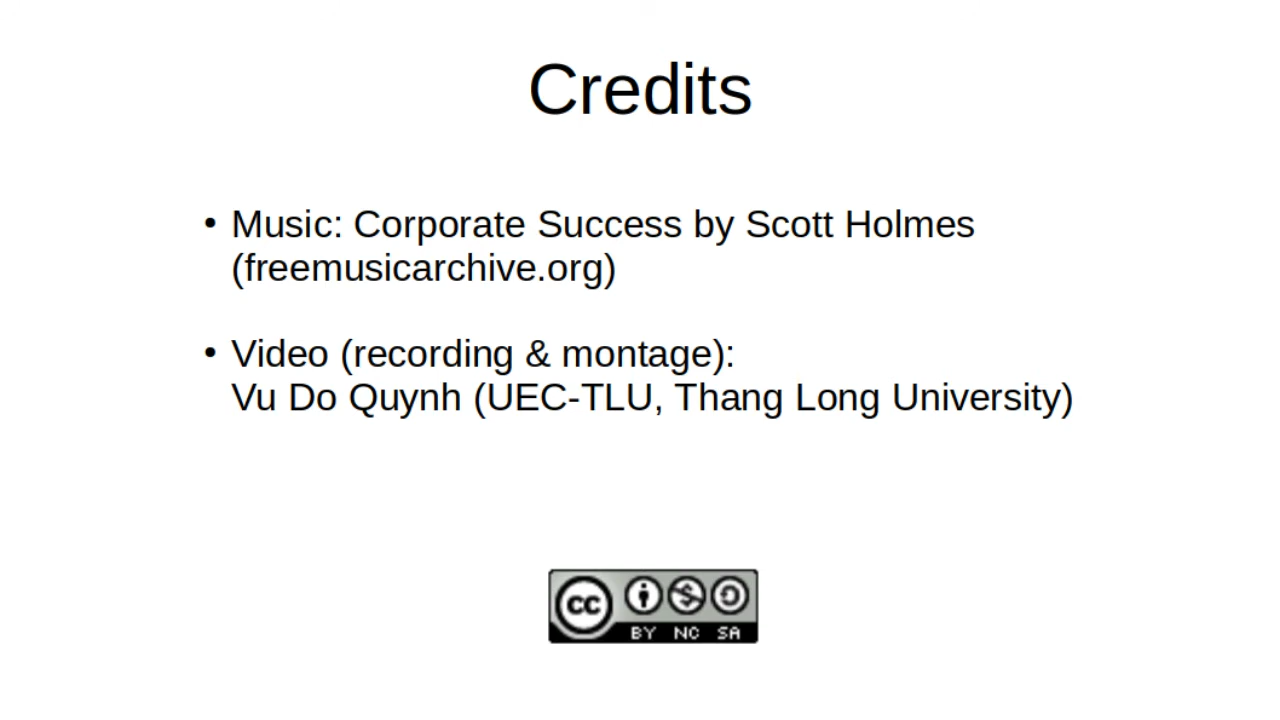 Credits
• Music: Corporate Success by Scott Holmes
(freemusicarchive.org)
• Video (recording & montage):
Vu Do Quynh (UEC-TLU, Thang Long University)
CC BY NC SA